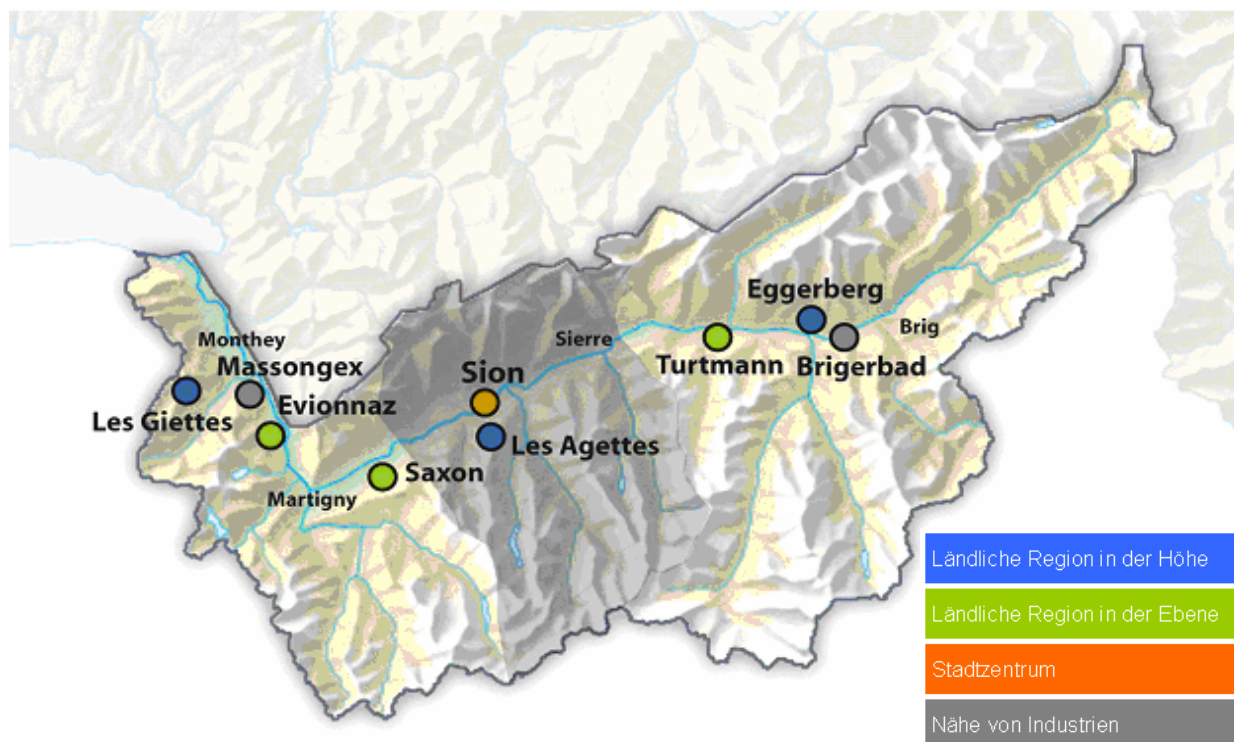 Eggerberg
Brig
Monthey
Sierre
Massongex
Sion
Turtmann
Brigerbad
Les Giettes
Evionnaz
Les Agettes
Saxon
Martigny
Ländliche Region in der Höhe
Ländliche Region in der Ebene
Stadtzentrum
Nähe von Industrien